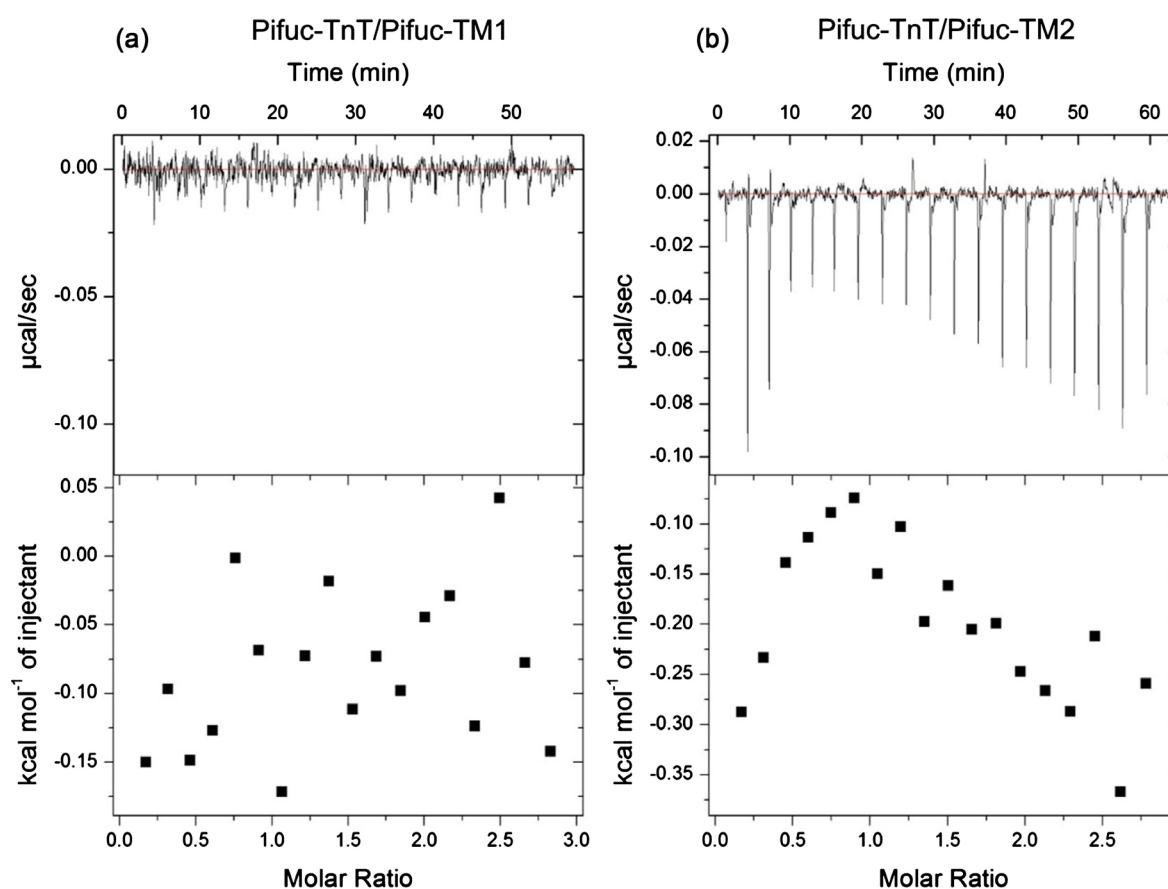 (a) Pifuc-TnT/Pifuc-TM1
Time (min)
0 10 20 30 40 50
0.00
-0.05
-0.10
µcal/sec
0.05
0.00
-0.05
-0.10
-0.15
kcal mol⁻¹ of injectant
0.0 0.5 1.0 1.5 2.0 2.5 3.0
Molar Ratio
(b) Pifuc-TnT/Pifuc-TM2
Time (min)
0 10 20 30 40 50 60
0.02
0.00
-0.02
-0.04
-0.06
-0.08
-0.10
µcal/sec
-0.10
-0.15
-0.20
-0.25
-0.30
-0.35
kcal mol⁻¹ of injectant
0.0 0.5 1.0 1.5 2.0 2.5
Molar Ratio